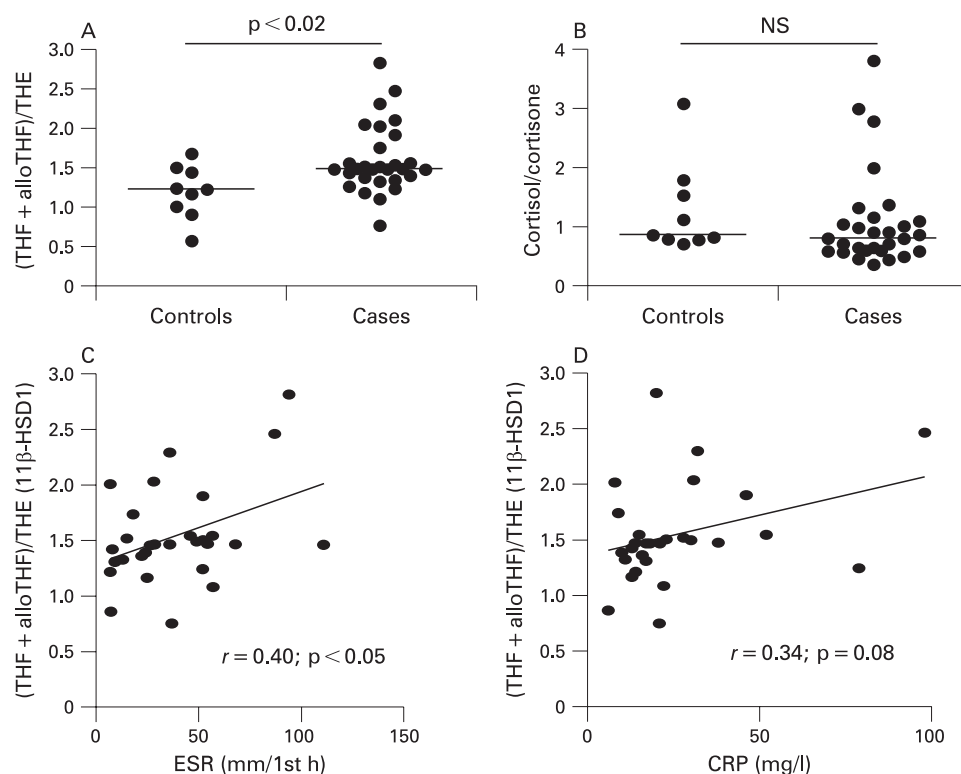 A
p < 0.02
3.0
2.5
2.0
1.5
1.0
0.5
0
(THF + alloTHF)/THE
Controls
Cases
B
NS
4
3
2
1
0
Cortisol/cortisone
Controls
Cases
C
3.0
2.5
2.0
1.5
1.0
0.5
0
(THF + alloTHF)/THE (11β-HSD1)
r = 0.40; p < 0.05
0
50
100
150
ESR (mm/1st h)
D
3.0
2.5
2.0
1.5
1.0
0.5
0
(THF + alloTHF)/THE (11β-HSD1)
r = 0.34; p = 0.08
0
50
100
CRP (mg/l)